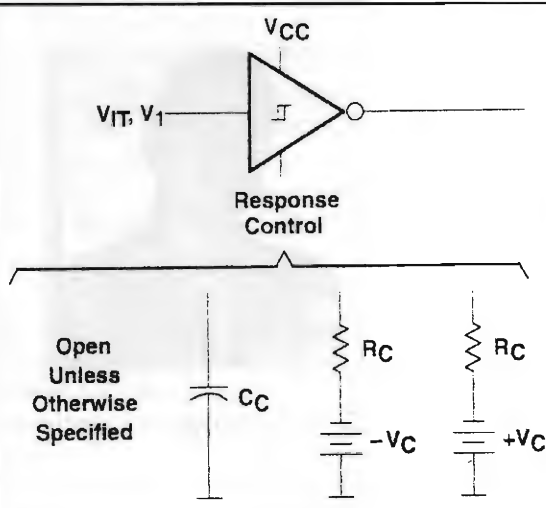 VCC
VIT, V1
Response
Control
Open
Unless
Otherwise
Specified
CC
RC
−VC
RC
+VC